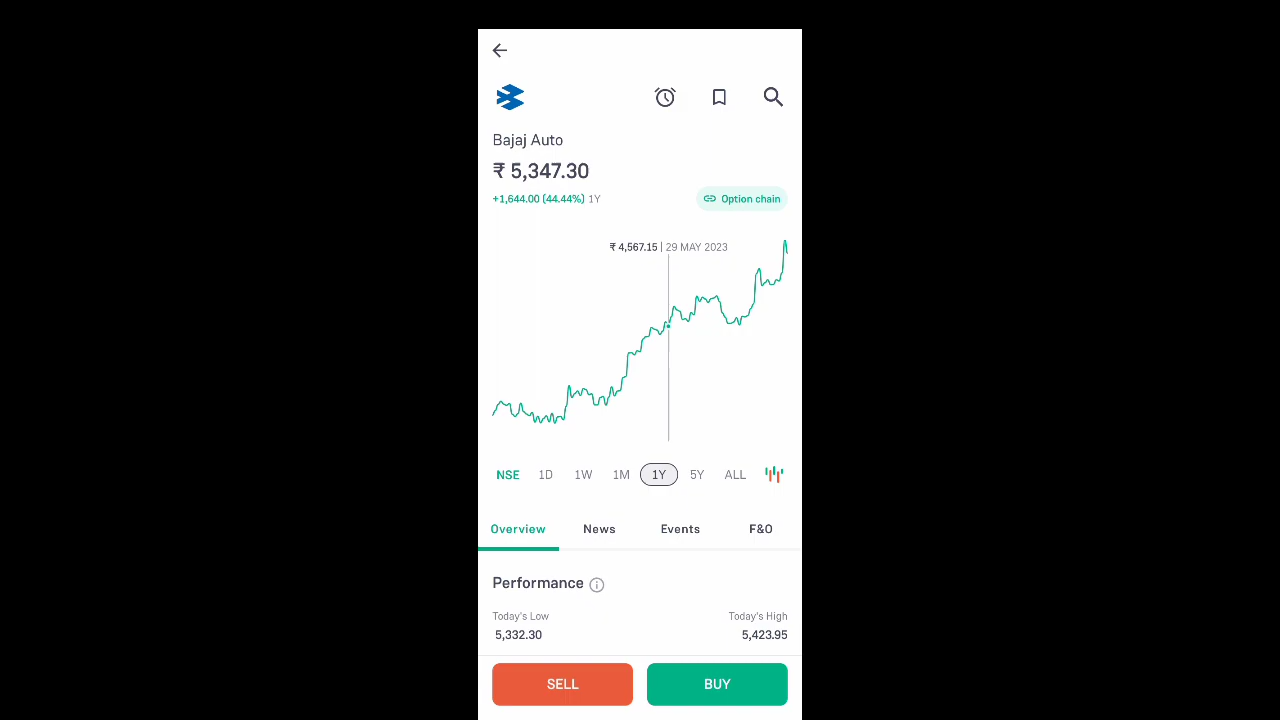 Bajaj Auto
₹ 5,347.30
+1,644.00 (44.44%) 1Y
Option chain
₹ 4,567.15 | 29 MAY 2023
NSE 1D 1W 1M 1Y 5Y ALL
Overview News Events F&O
Performance
Today's Low Today's High
5,332.30 5,423.95
SELL BUY